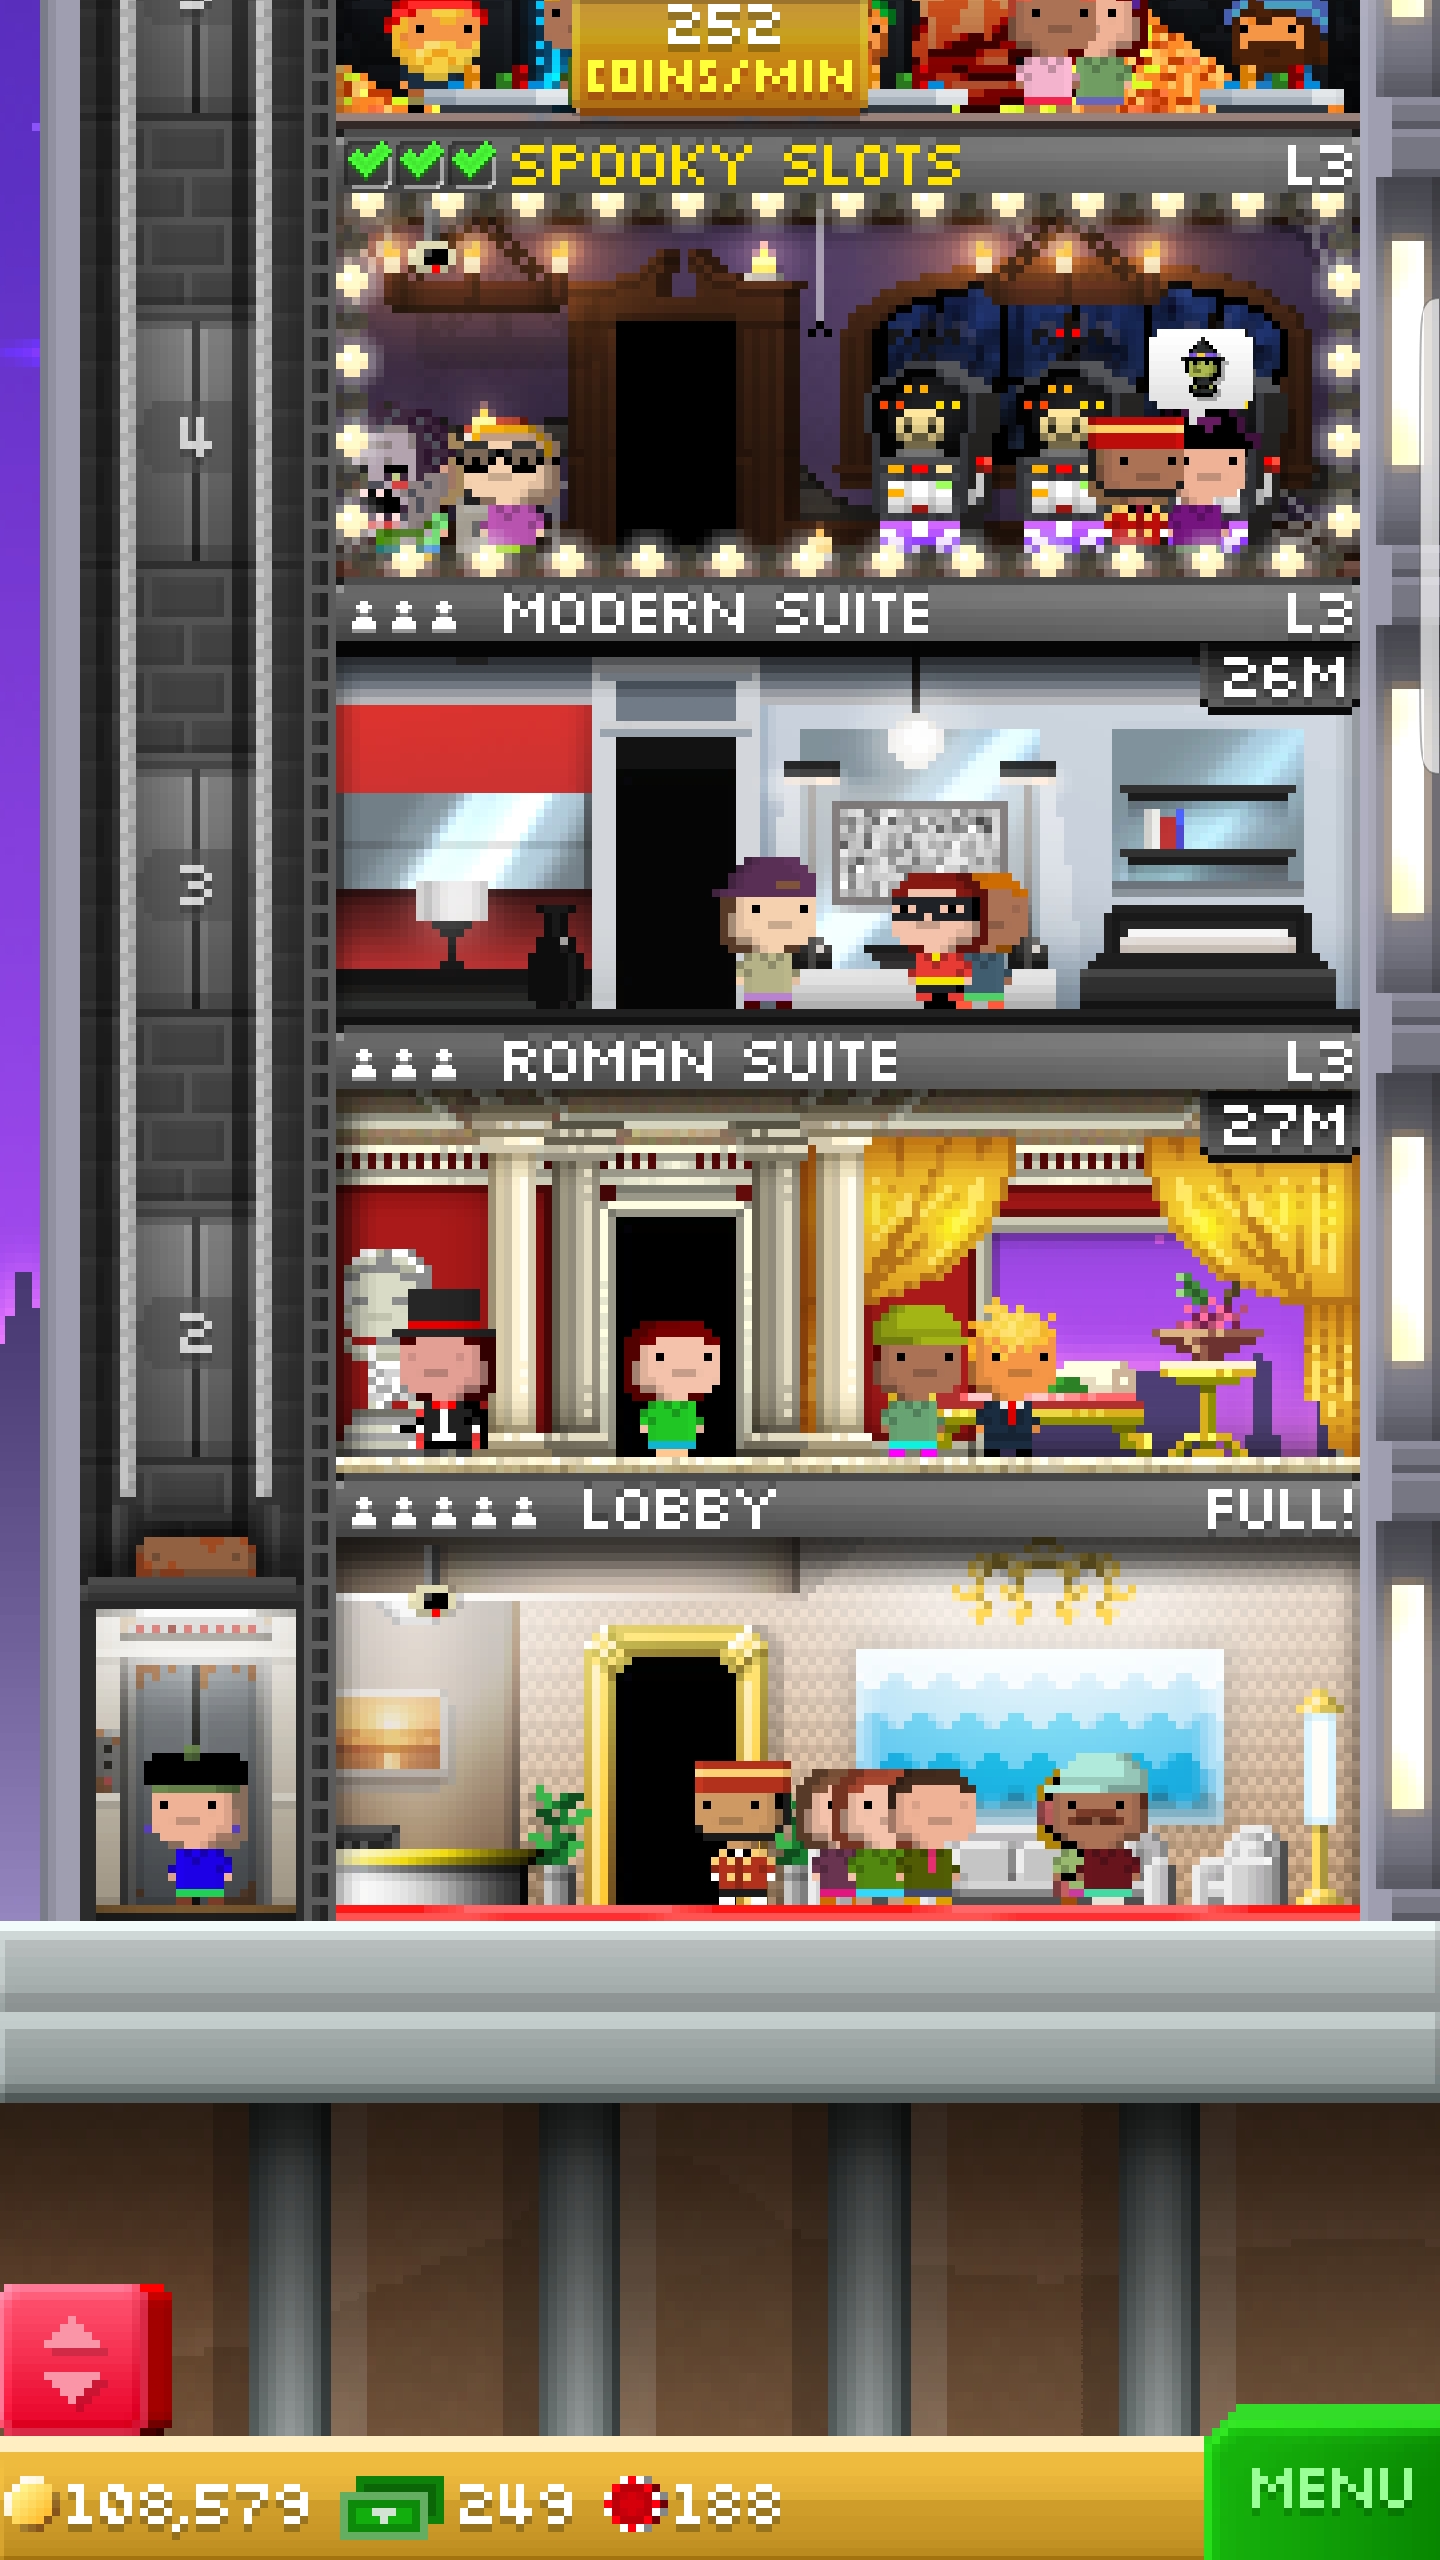 252
COINS/MIN
SPOOKY SLOTS L3
4
MODERN SUITE L3
26M
3
ROMAN SUITE L3
27M
2
LOBBY FULL!
MENU
108,579 249 188